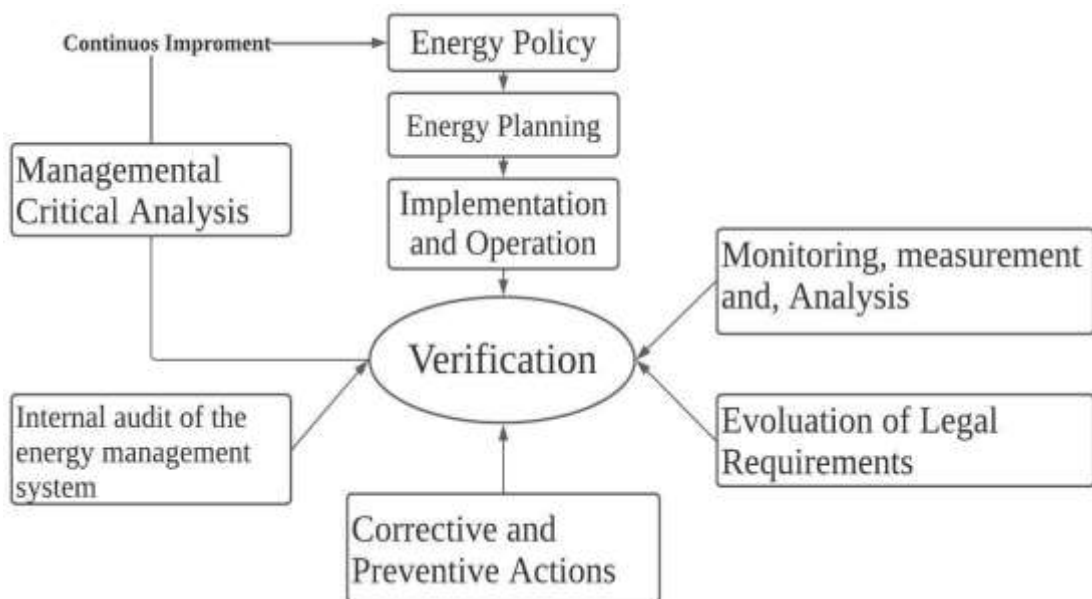 Continuos Improment
Energy Policy
Energy Planning
Managemental
Critical Analysis
Implementation
and Operation
Monitoring, measurement
and, Analysis
Verification
Internal audit of the
energy management
system
Evoluation of Legal
Requirements
Corrective and
Preventive Actions